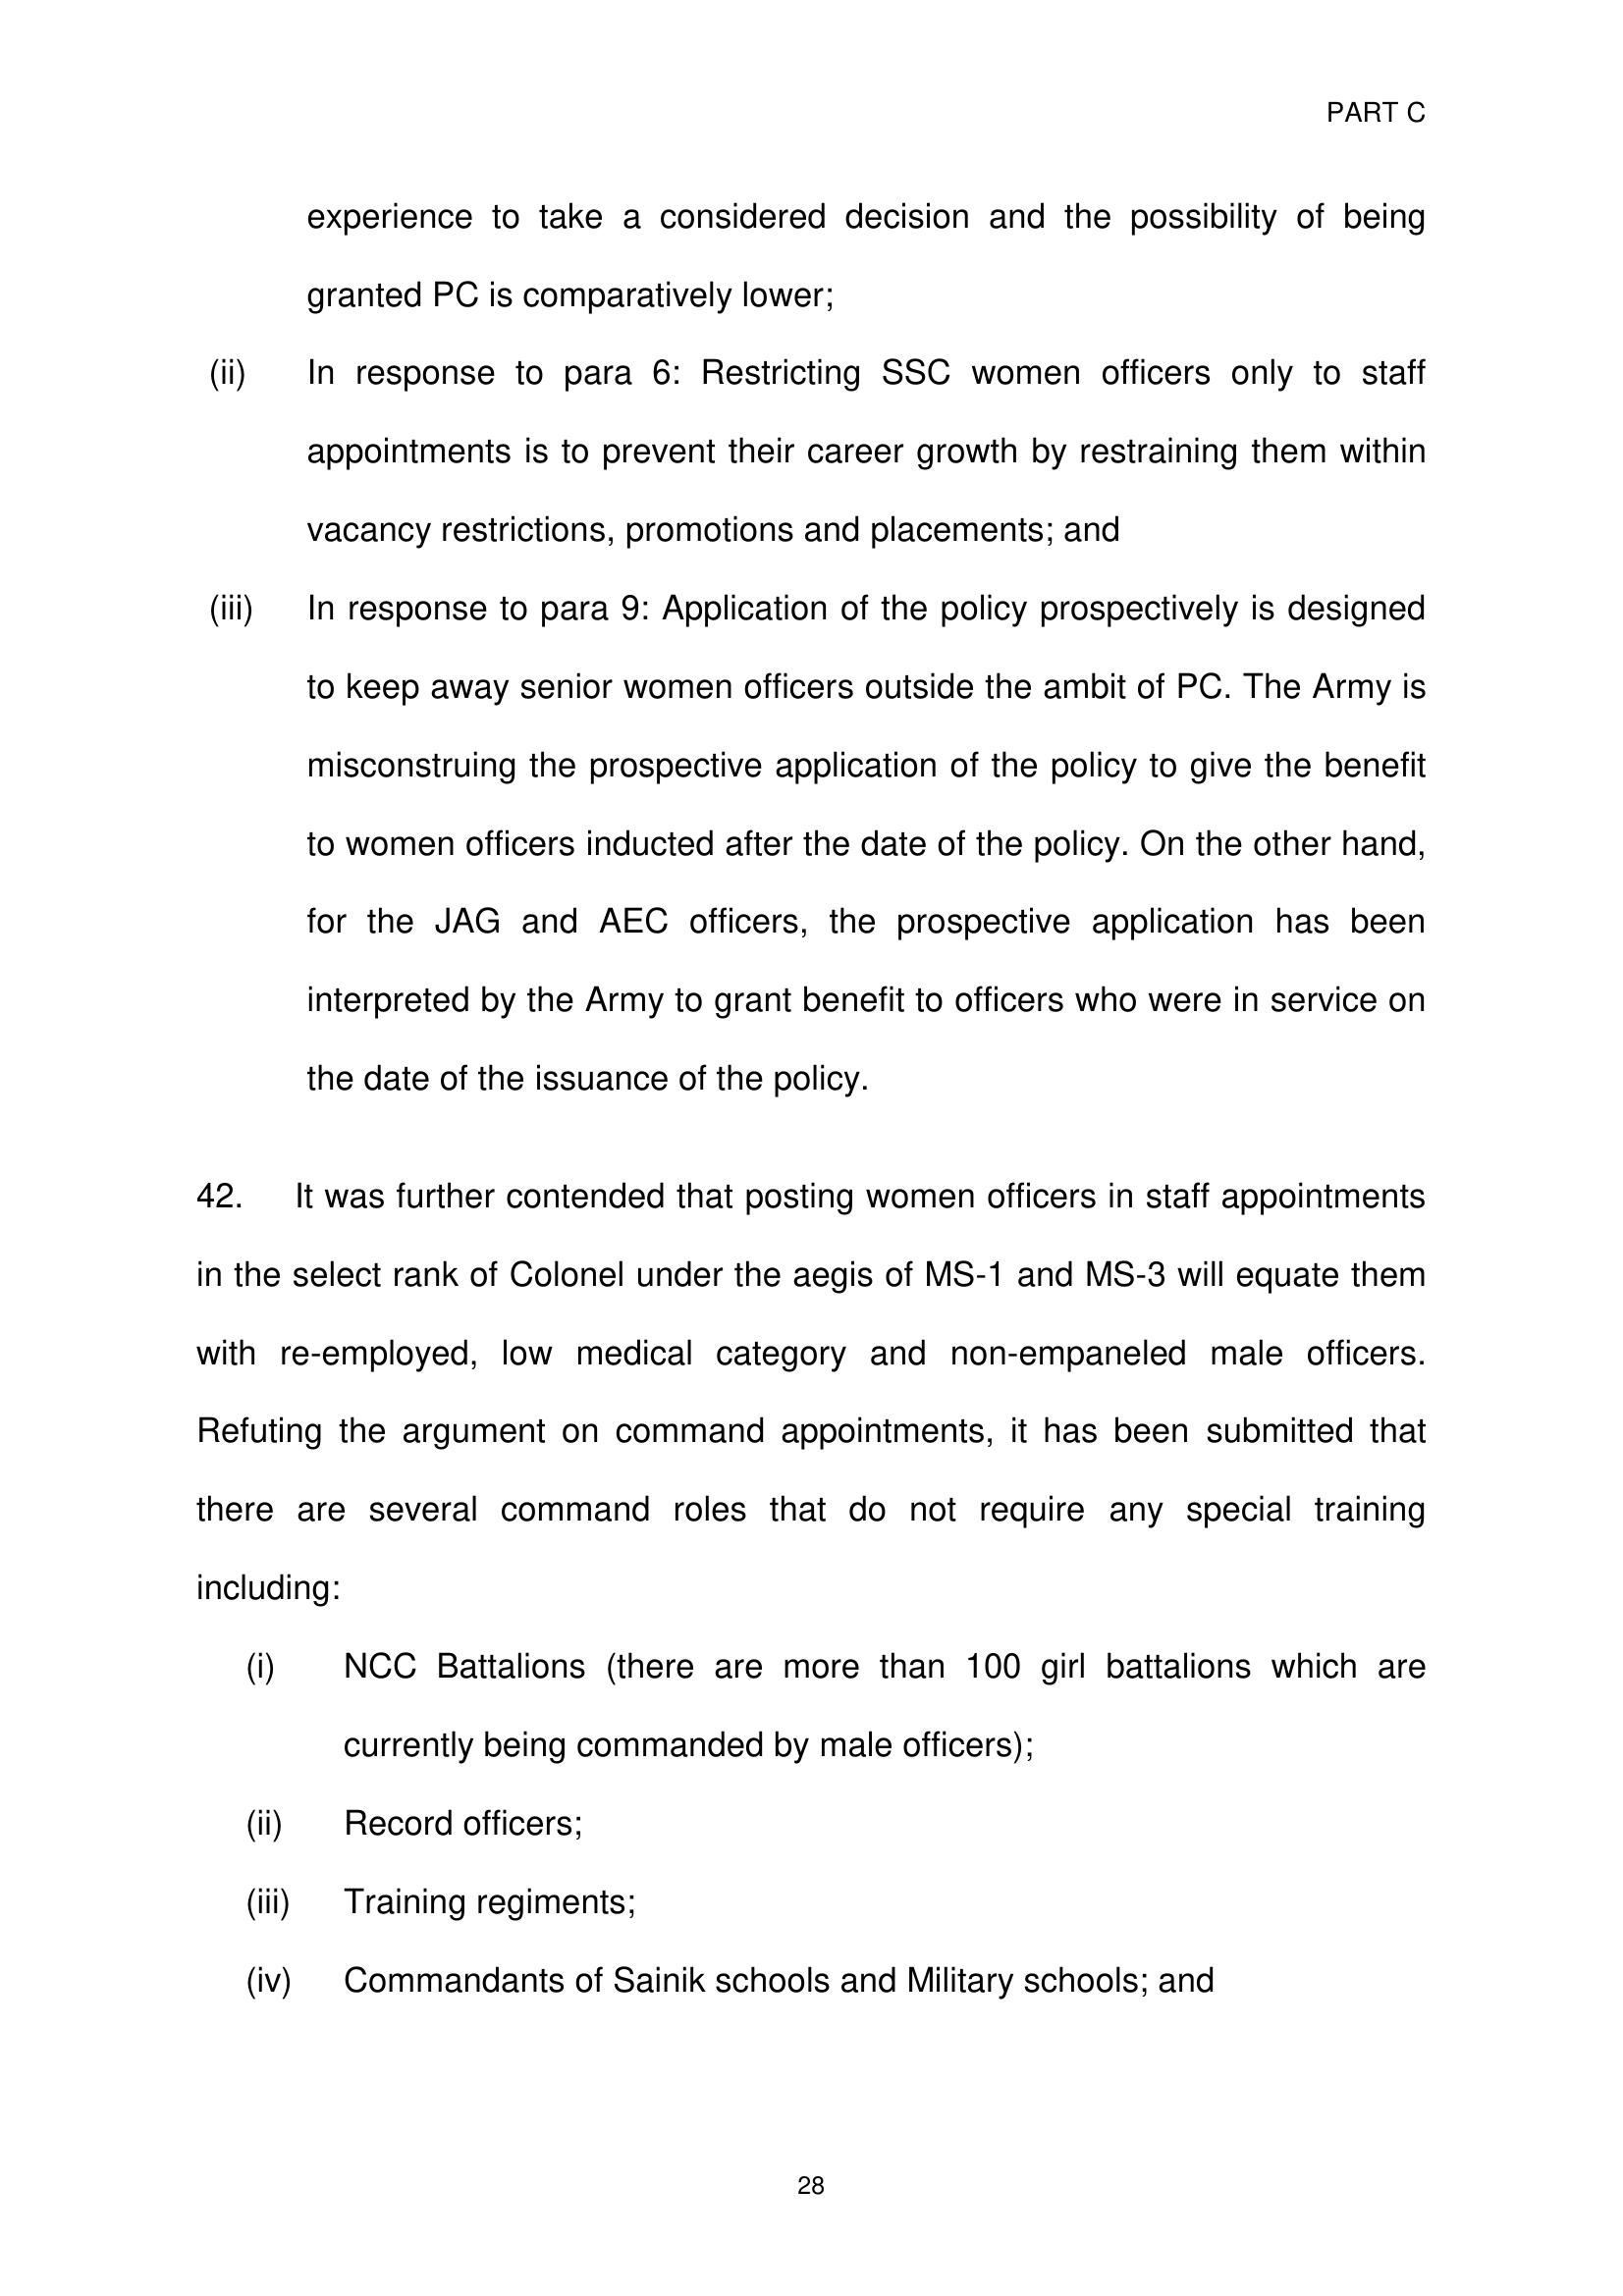 PART C
experience to take a considered decision and the possibility of being
granted PC is comparatively lower;
(ii) In response to para 6: Restricting SSC women officers only to staff
appointments is to prevent their career growth by restraining them within
vacancy restrictions, promotions and placements; and
(iii) In response to para 9: Application of the policy prospectively is designed
to keep away senior women officers outside the ambit of PC. The Army is
misconstruing the prospective application of the policy to give the benefit
to women officers inducted after the date of the policy. On the other hand,
for the JAG and AEC officers, the prospective application has been
interpreted by the Army to grant benefit to officers who were in service on
the date of the issuance of the policy.
42. It was further contended that posting women officers in staff appointments
in the select rank of Colonel under the aegis of MS-1 and MS-3 will equate them
with re-employed, low medical category and non-empaneled male officers.
Refuting the argument on command appointments, it has been submitted that
there are several command roles that do not require any special training
including:
(i) NCC Battalions (there are more than 100 girl battalions which are
currently being commanded by male officers);
(ii) Record officers;
(iii) Training regiments;
(iv) Commandants of Sainik schools and Military schools; and
28